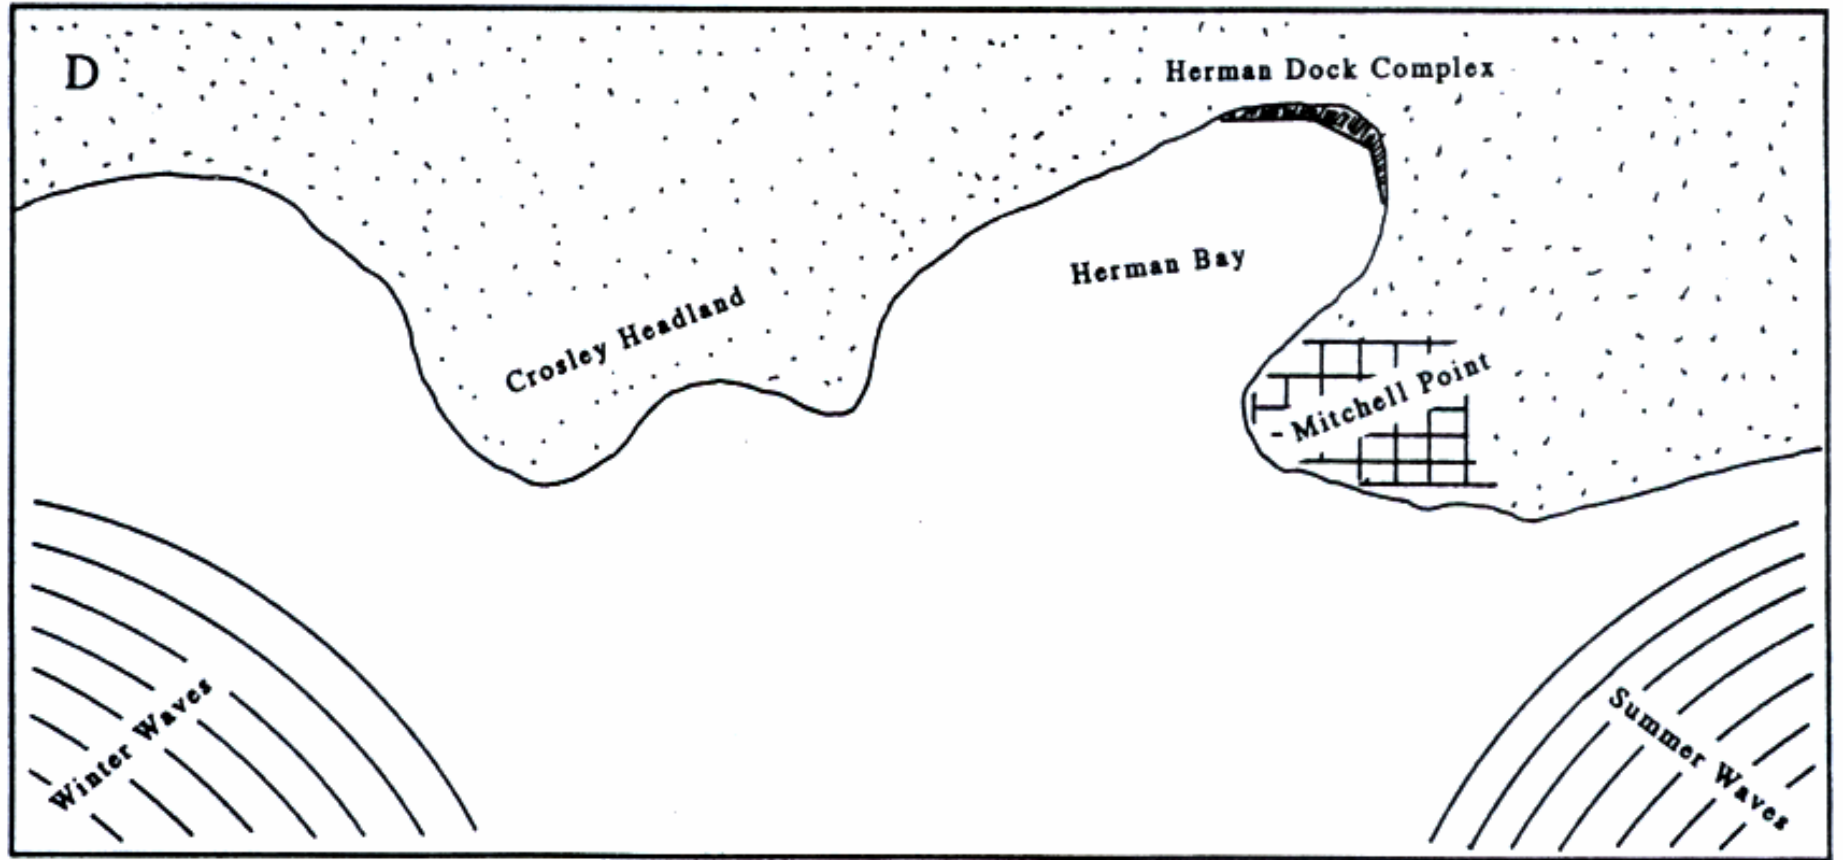 D
Herman Dock Complex
Herman Bay
Crosley Headland
Mitchell Point
Winter Waves
Summer Waves